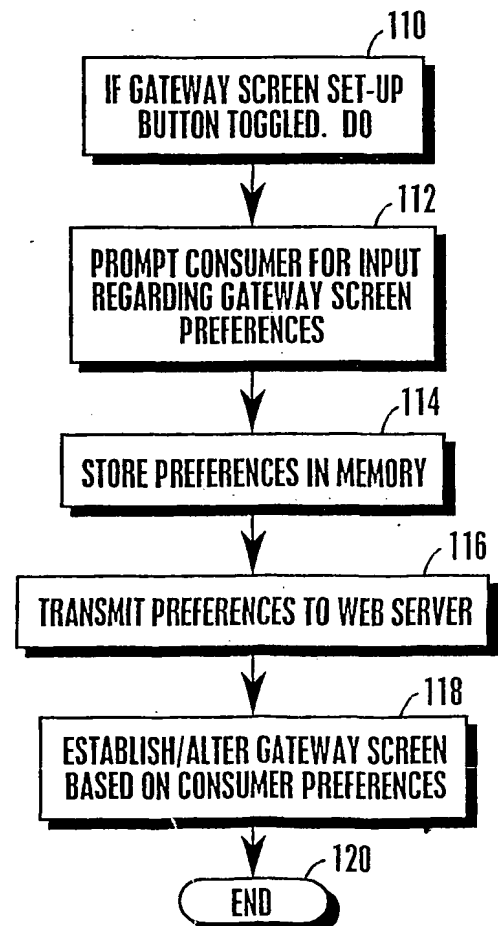 110
IF GATEWAY SCREEN SET-UP
BUTTON TOGGLED. DO
112
PROMPT CONSUMER FOR INPUT
REGARDING GATEWAY SCREEN
PREFERENCES
114
STORE PREFERENCES IN MEMORY
116
TRANSMIT PREFERENCES TO WEB SERVER
118
ESTABLISH/ALTER GATEWAY SCREEN
BASED ON CONSUMER PREFERENCES
120
END